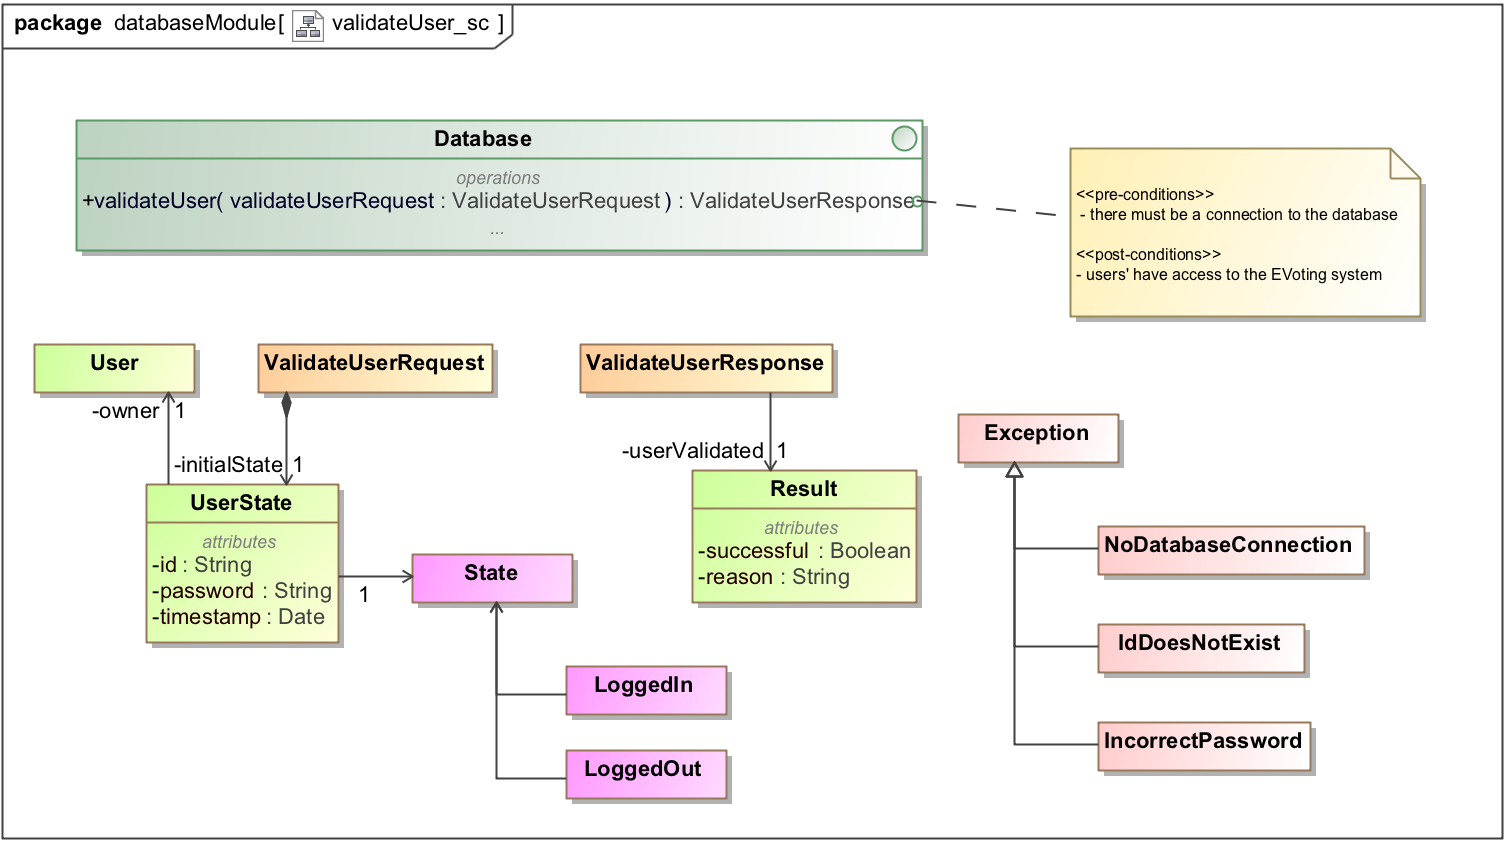 package databaseModule[ validateUser_sc ]
Database
operations
+validateUser( validateUserRequest : ValidateUserRequest ) : ValidateUserResponse
...
<<pre-conditions>>
- there must be a connection to the database
<<post-conditions>>
- users' have access to the EVoting system
User
ValidateUserRequest
ValidateUserResponse
-owner 1
-initialState 1
-userValidated 1
Exception
UserState
attributes
-id : String
-password : String
-timestamp : Date
1
State
Result
attributes
-successful : Boolean
-reason : String
NoDatabaseConnection
IdDoesNotExist
IncorrectPassword
LoggedIn
LoggedOut